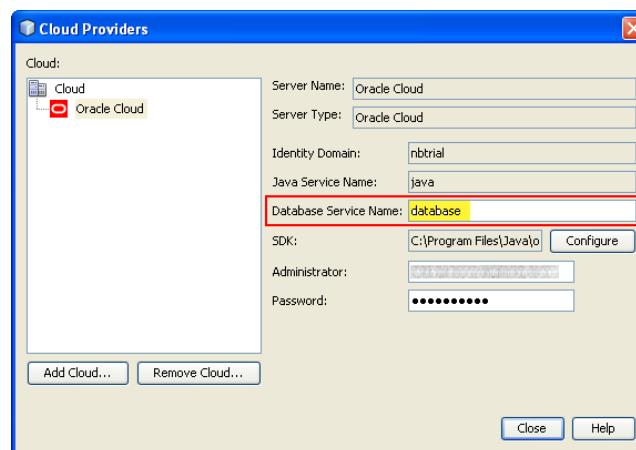 Cloud Providers
Cloud:
Cloud
Oracle Cloud
Server Name: Oracle Cloud
Server Type: Oracle Cloud
Identity Domain: nbtrial
Java Service Name: java
Database Service Name: database
SDK: C:\Program Files\Java\o Configure
Administrator:
Password: ●●●●●●●●●●
Add Cloud... Remove Cloud...
Close Help